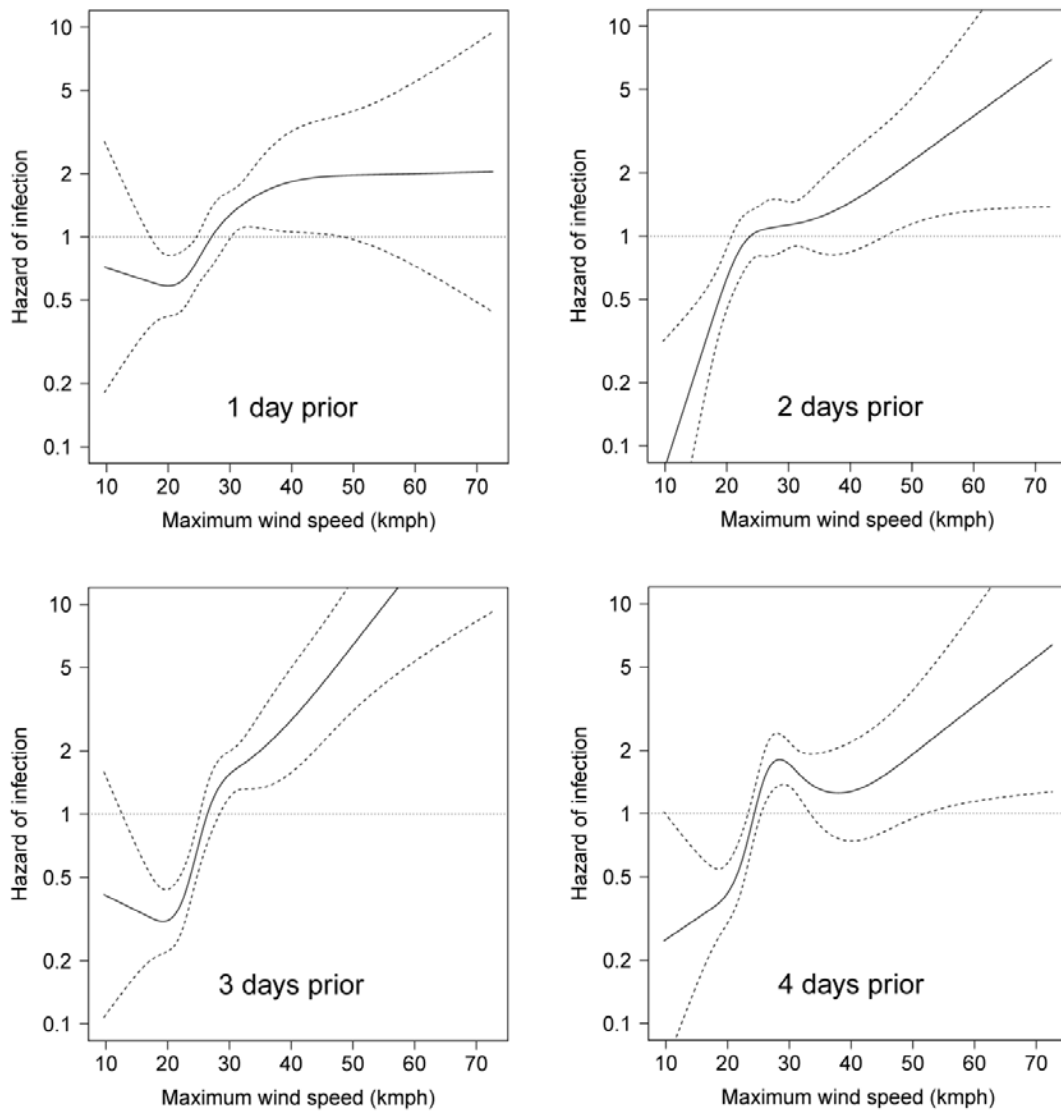 10
5
2
1
0.5
0.2
0.1
Hazard of infection
1 day prior
10 20 30 40 50 60 70
Maximum wind speed (kmph)
10
5
2
1
0.5
0.2
0.1
Hazard of infection
2 days prior
10 20 30 40 50 60 70
Maximum wind speed (kmph)
10
5
2
1
0.5
0.2
0.1
Hazard of infection
3 days prior
10 20 30 40 50 60 70
Maximum wind speed (kmph)
10
5
2
1
0.5
0.2
0.1
Hazard of infection
4 days prior
10 20 30 40 50 60 70
Maximum wind speed (kmph)